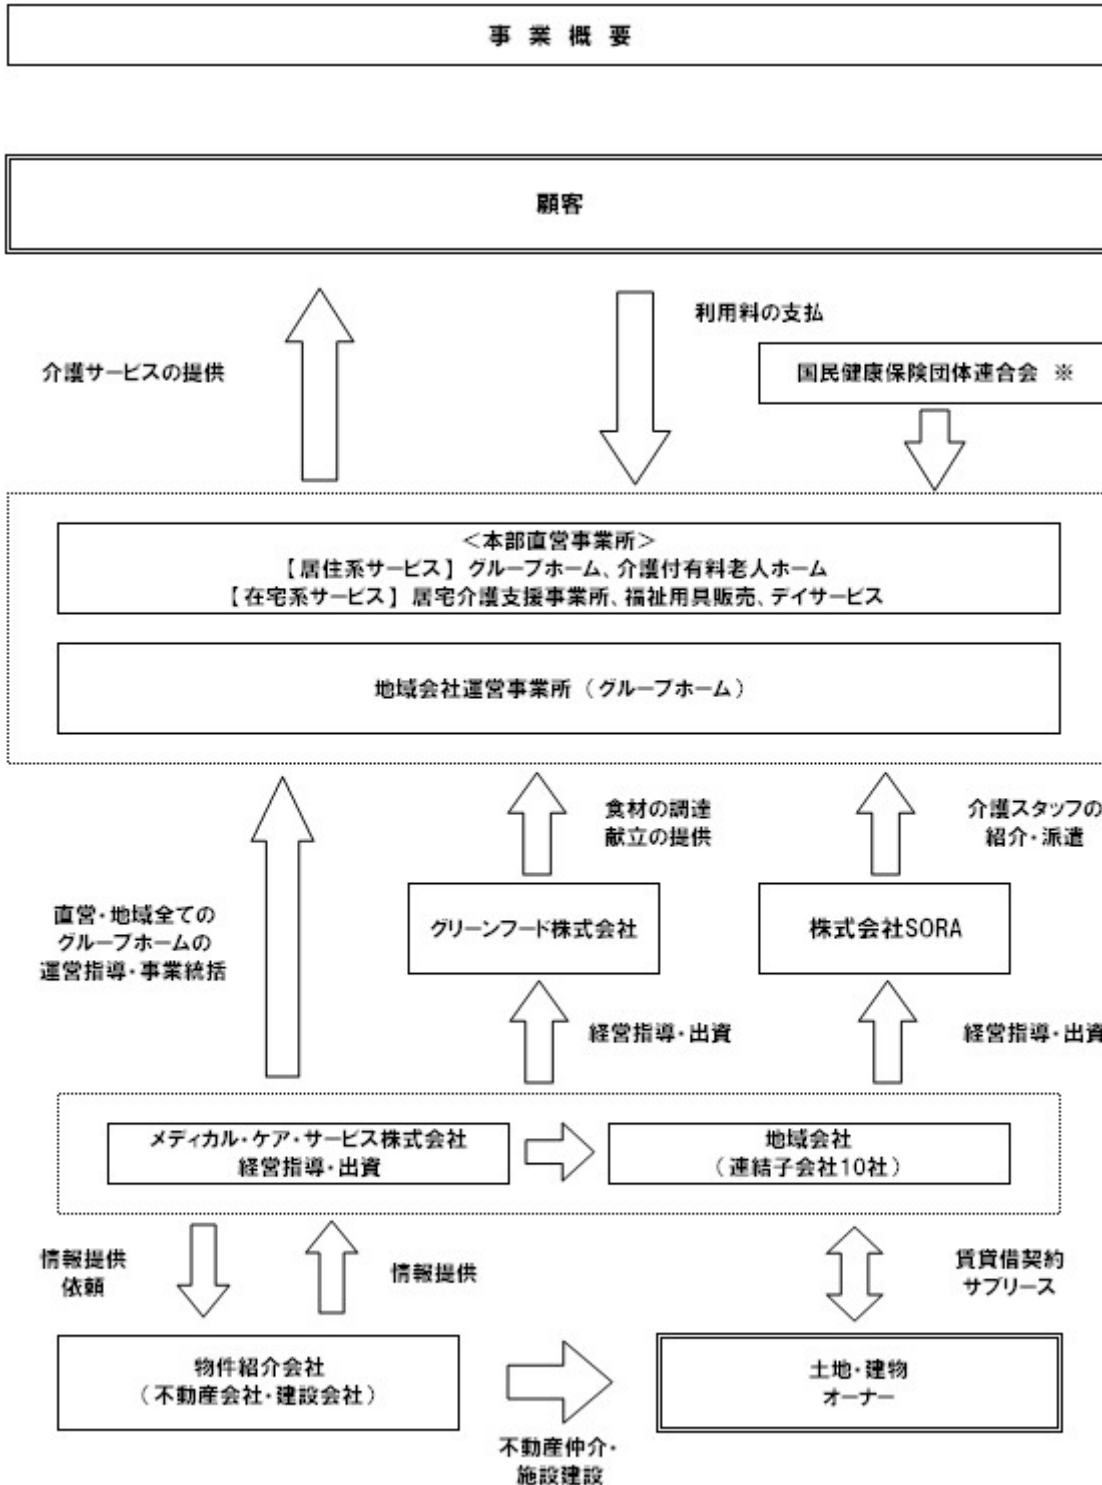 事 業 概 要
顧客
利用料の支払
介護サービスの提供
国民健康保険団体連合会 ※
＜本部直営事業所＞
【居住系サービス】グループホーム、介護付有料老人ホーム
【在宅系サービス】居宅介護支援事業所、福祉用具販売、デイサービス
地域会社運営事業所（グループホーム）
食材の調達
献立の提供
介護スタッフの
紹介・派遣
直営・地域全ての
グループホームの
運営指導・事業統括
グリーンフード株式会社
株式会社SORA
経営指導・出資
経営指導・出資
メディカル・ケア・サービス株式会社
経営指導・出資
地域会社
（連結子会社10社）
情報提供
依頼
情報提供
賃貸借契約
サブリース
物件紹介会社
（不動産会社・建設会社）
土地・建物
オーナー
不動産仲介・
施設建設